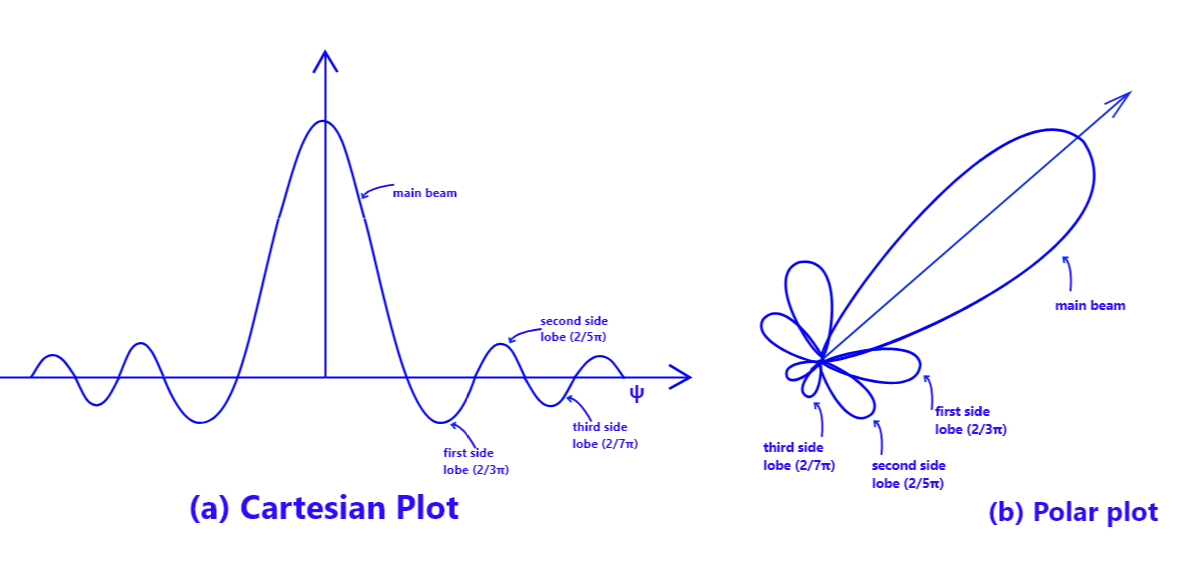 main beam
second side
lobe (2/5π)
ψ
third side
lobe (2/7π)
first side
lobe (2/3π)
(a) Cartesian Plot
main beam
first side
lobe (2/3π)
third side
lobe (2/7π)
second side
lobe (2/5π)
(b) Polar plot